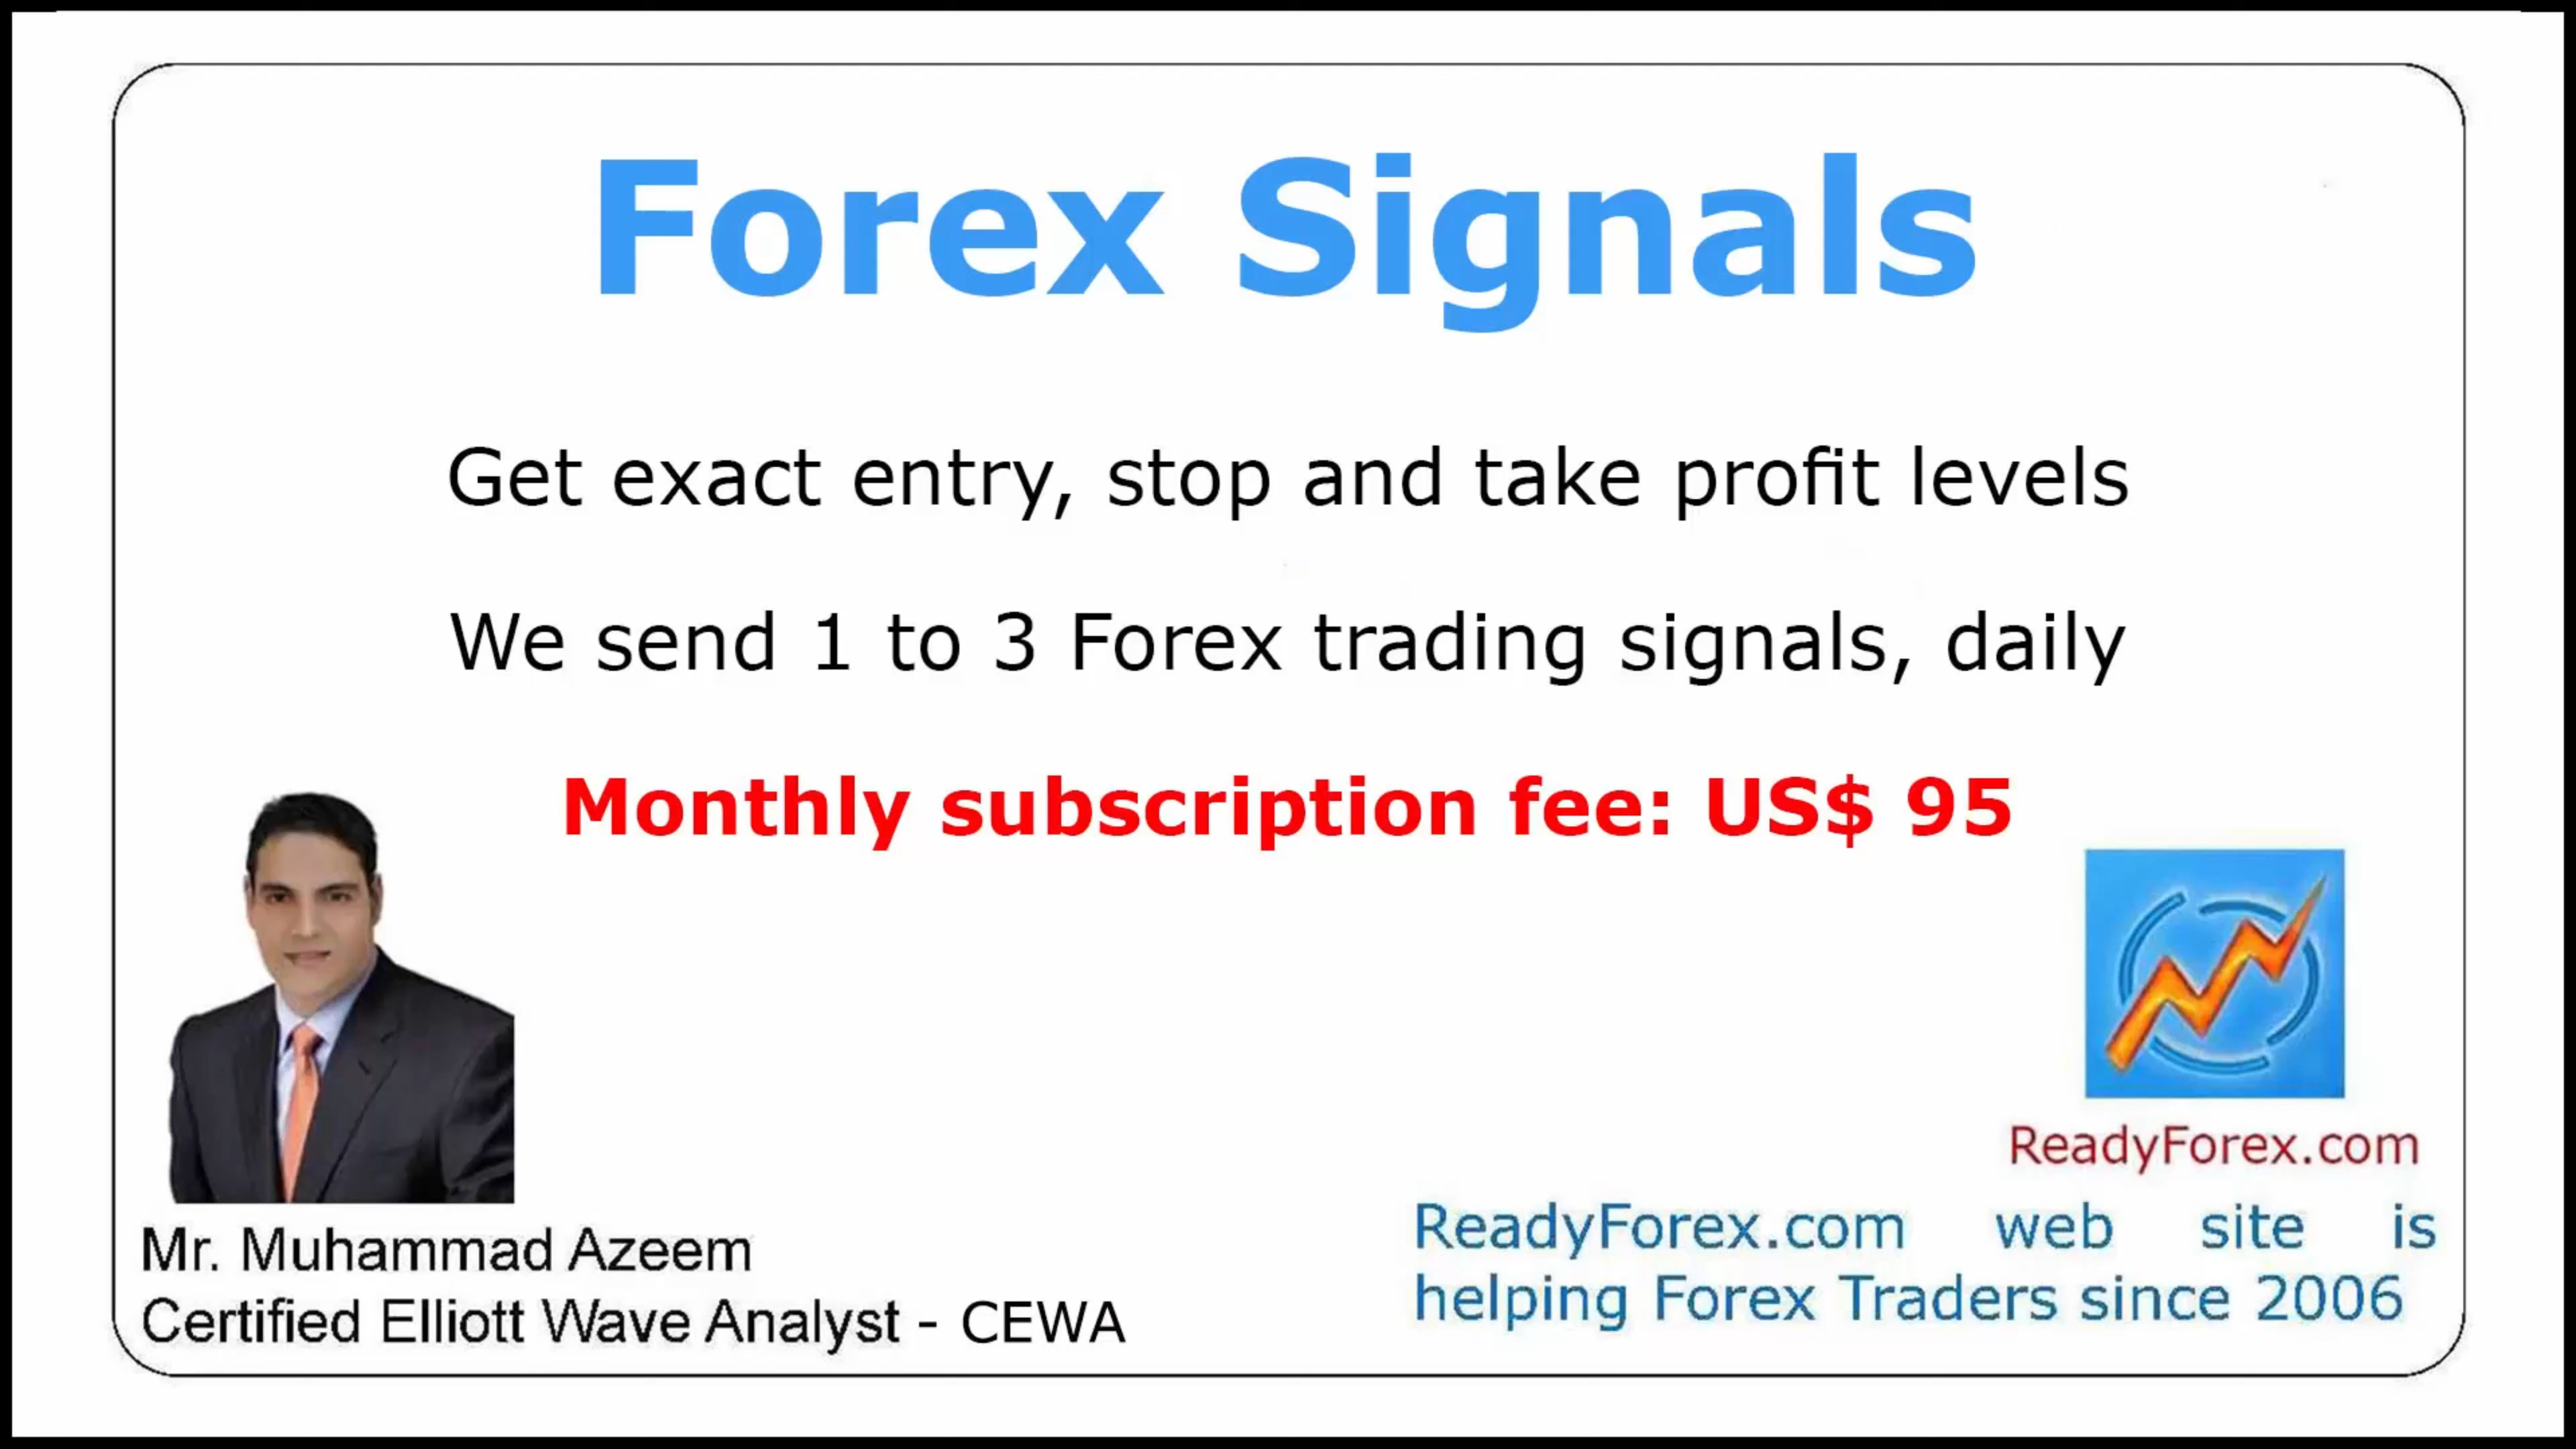 Forex Signals
Get exact entry, stop and take profit levels
We send 1 to 3 Forex trading signals, daily
Monthly subscription fee: US$ 95
ReadyForex.com
Mr. Muhammad Azeem
Certified Elliott Wave Analyst - CEWA
ReadyForex.com web site is
helping Forex Traders since 2006